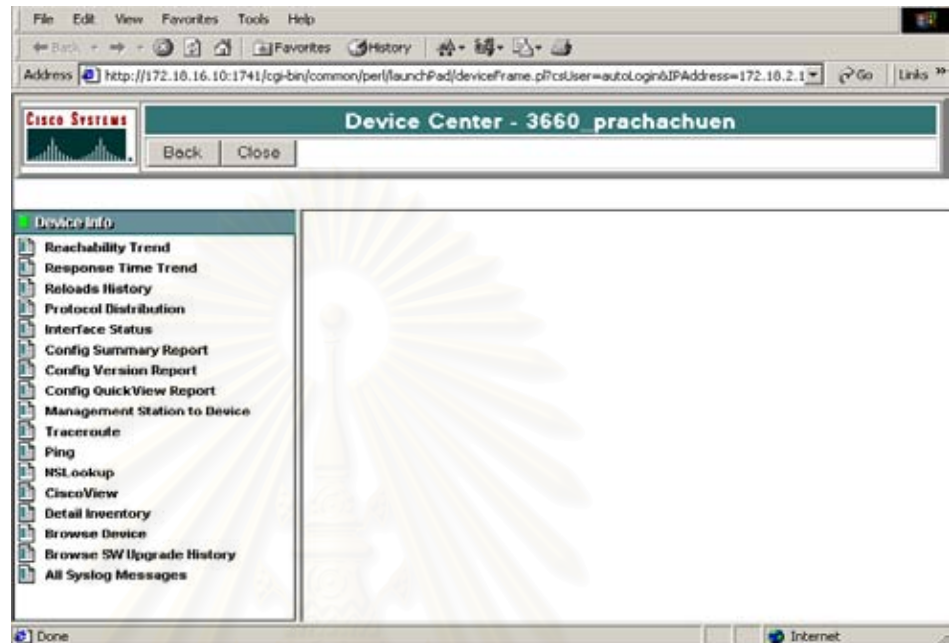 File Edit View Favorites Tools Help
Back Favorites History
Address http://172.18.16.10:1741/cgi-bin/common/perl/launchPad/deviceFrame.pl?csUser=autoLogin&IPAddress=172.18.2.1 Go Links »
CISCO SYSTEMS
Device Center - 3660_prachachuen
Back Close
Device Info
Reachability Trend
Response Time Trend
Reloads History
Protocol Distribution
Interface Status
Config Summary Report
Config Version Report
Config QuickView Report
Management Station to Device
Traceroute
Ping
NSLookup
CiscoView
Detail Inventory
Browse Device
Browse SW Upgrade History
All Syslog Messages
Done Internet